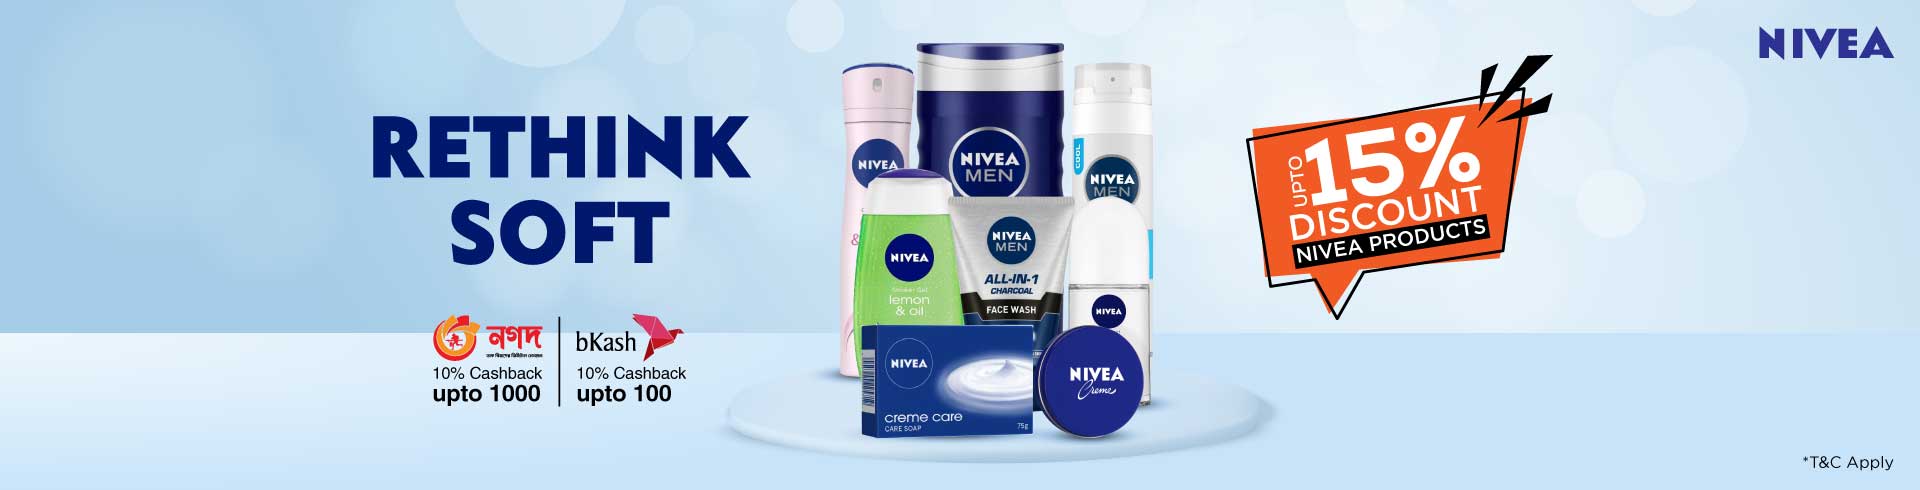 NIVEA
RETHINK
SOFT
নগদ
10% Cashback
upto 1000
bKash
10% Cashback
upto 100
NIVEA
&
NIVEA
MEN
COOL
NIVEA
MEN
NIVEA
Shower Gel
lemon
& oil
NIVEA
MEN
ALL-IN-1
CHARCOAL
FACE WASH
NIVEA
NIVEA
creme care
CARE SOAP
75g
NIVEA
Creme
UPTO
15%
DISCOUNT
NIVEA PRODUCTS
*T&C Apply